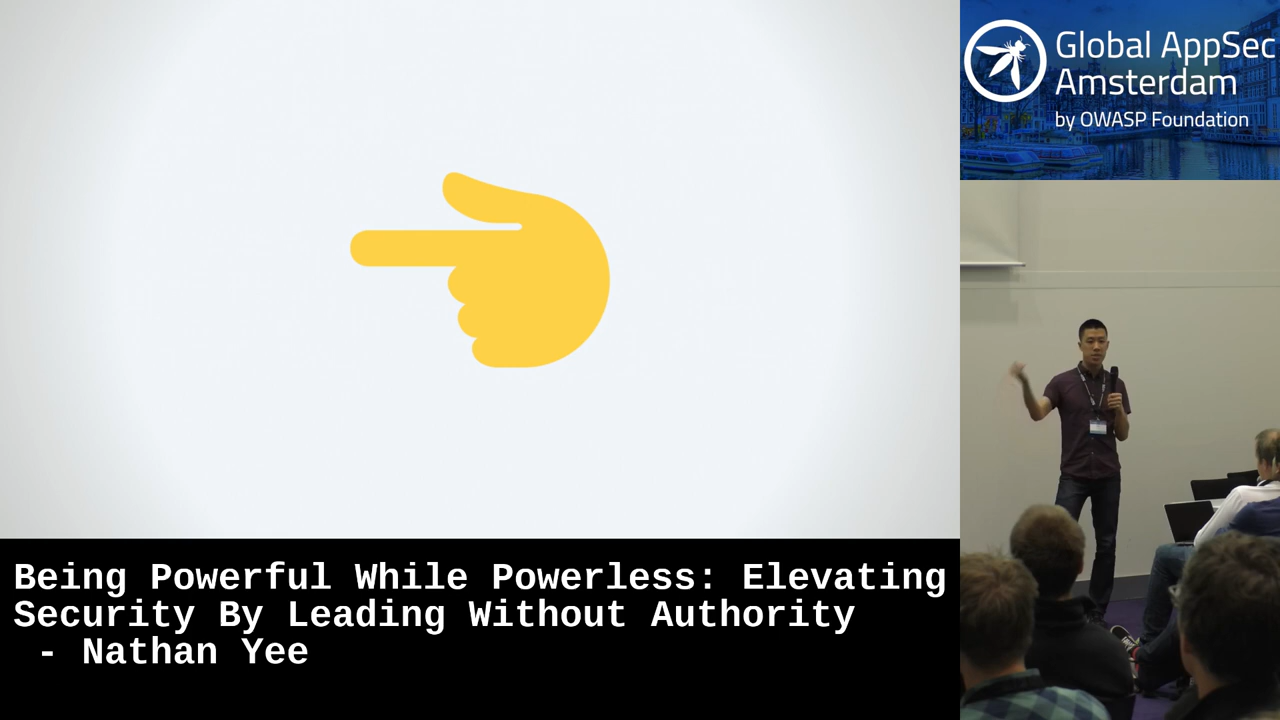 Global AppSec
Amsterdam
by OWASP Foundation
Being Powerful While Powerless: Elevating
Security By Leading Without Authority
- Nathan Yee